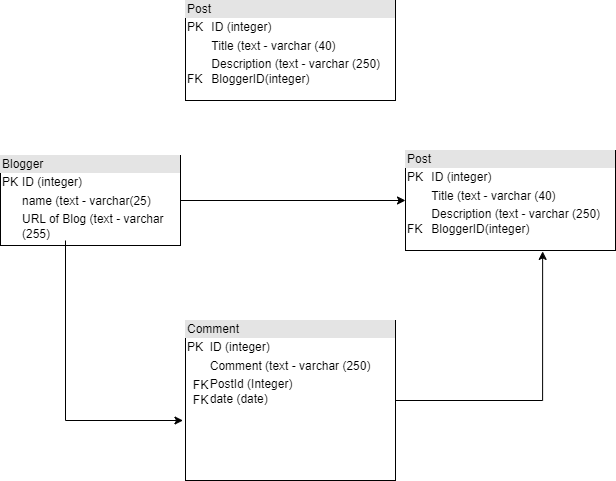 Post
PK ID (integer)
Title (text - varchar (40)
Description (text - varchar (250)
FK BloggerID(integer)
Blogger
PK ID (integer)
name (text - varchar(25)
URL of Blog (text - varchar
(255)
Post
PK ID (integer)
Title (text - varchar (40)
Description (text - varchar (250)
FK BloggerID(integer)
Comment
PK ID (integer)
Comment (text - varchar (250)
FK PostId (Integer)
FK date (date)